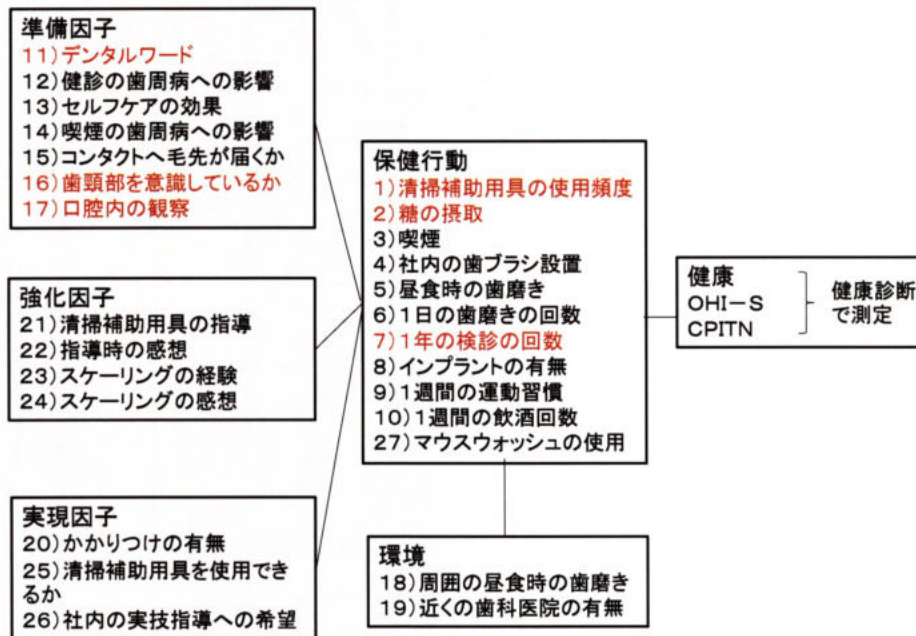 準備因子
11)デンタルワード
12)健診の歯周病への影響
13)セルフケアの効果
14)喫煙の歯周病への影響
15)コンタクトへ毛先が届くか
16)歯頸部を意識しているか
17)口腔内の観察
強化因子
21)清掃補助用具の指導
22)指導時の感想
23)スケーリングの経験
24)スケーリングの感想
実現因子
20)かかりつけの有無
25)清掃補助用具を使用でき
るか
26)社内の実技指導への希望
保健行動
1)清掃補助用具の使用頻度
2)糖の摂取
3)喫煙
4)社内の歯ブラシ設置
5)昼食時の歯磨き
6)1日の歯磨きの回数
7)1年の検診の回数
8)インプラントの有無
9)1週間の運動習慣
10)1週間の飲酒回数
27)マウスウォッシュの使用
環境
18)周囲の昼食時の歯磨き
19)近くの歯科医院の有無
健康
OHI-S
CPITN
健康診断
で測定